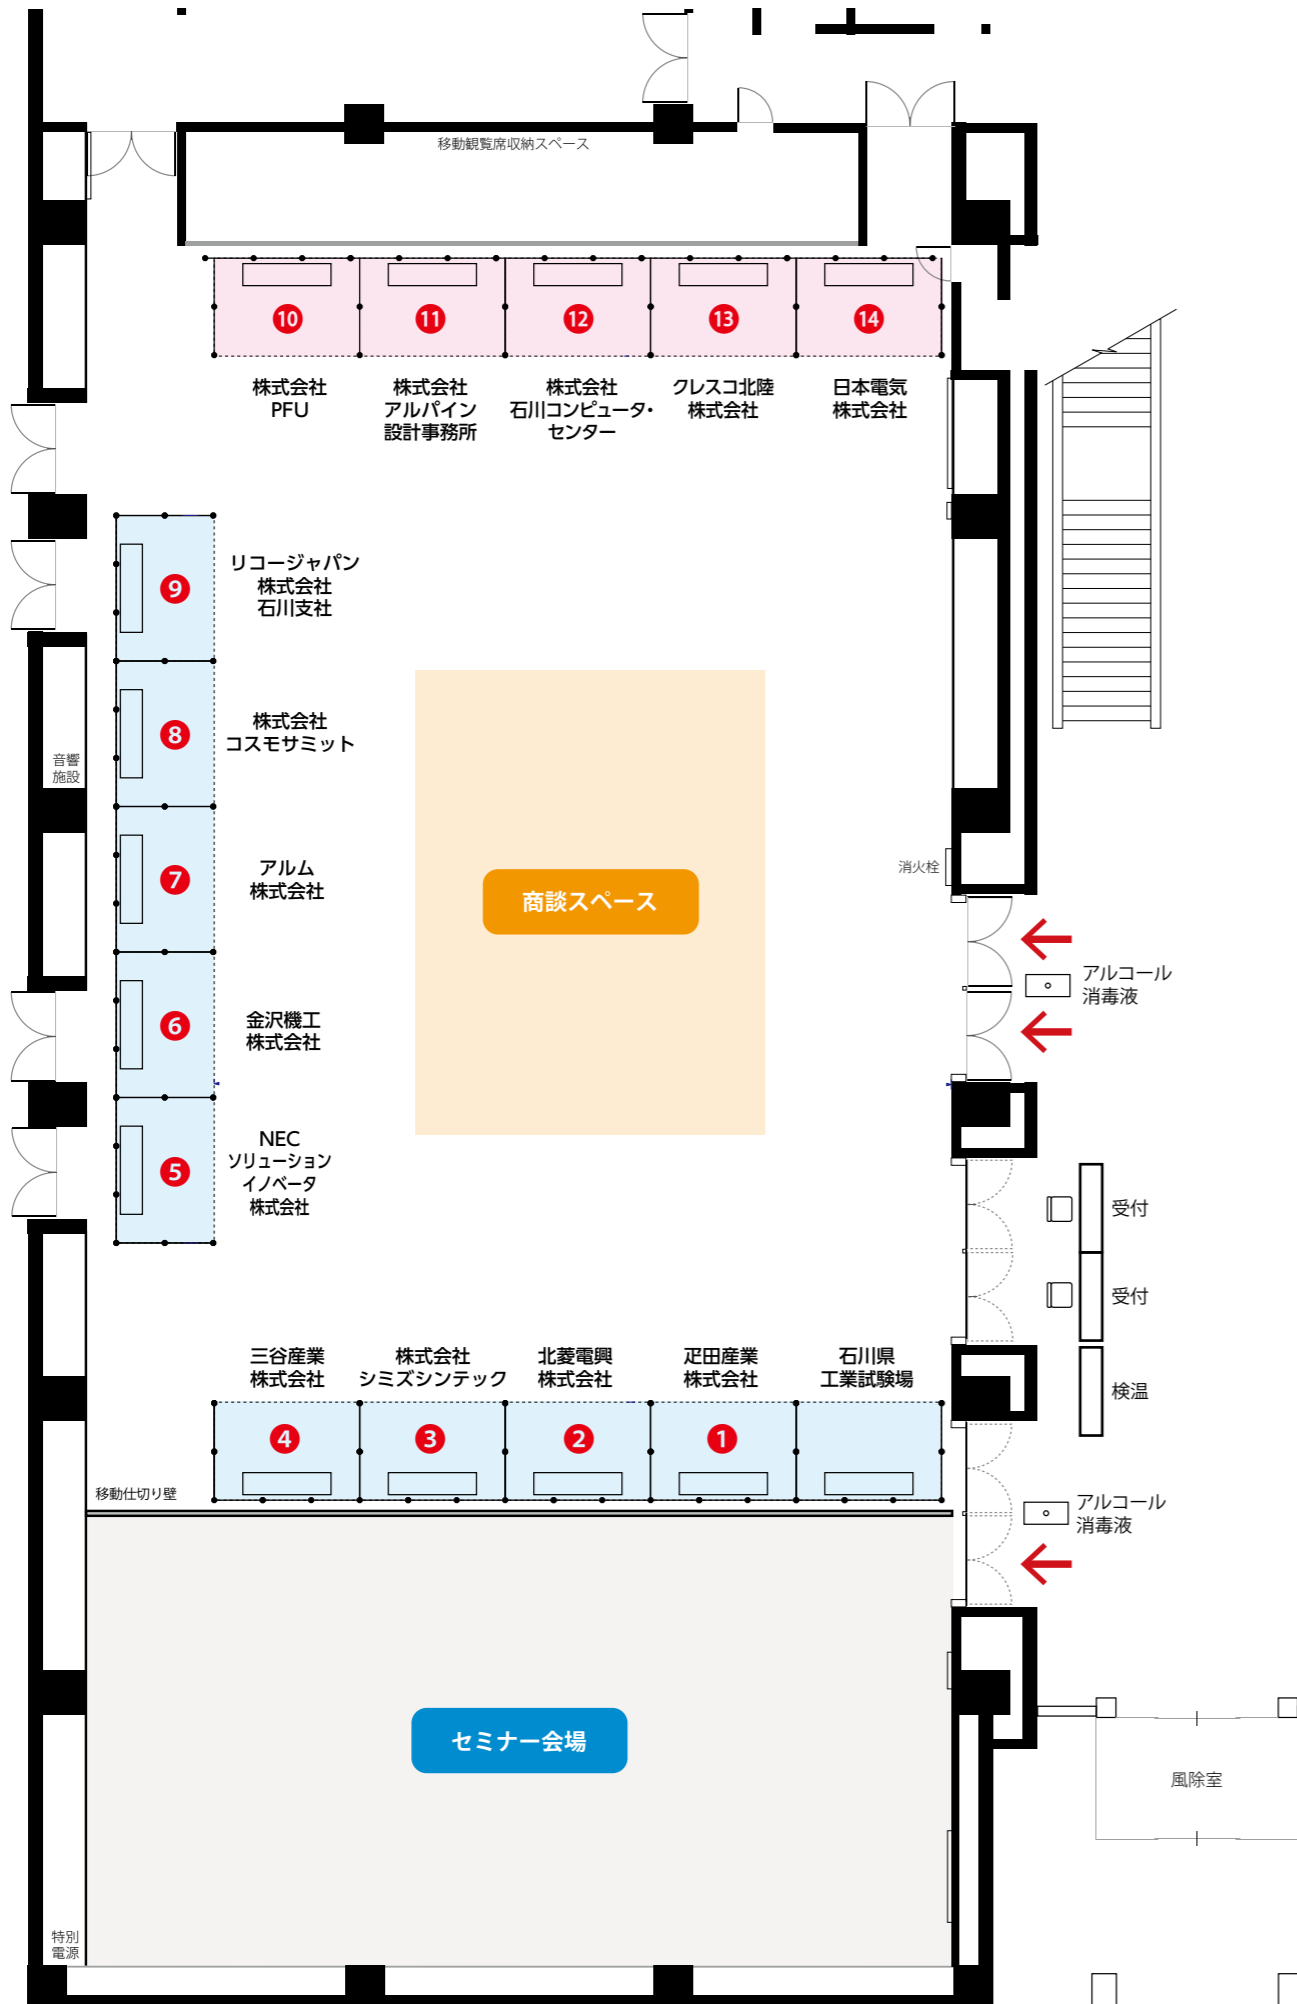 移動観覧席収納スペース
10
11
12
13
14
株式会社
PFU
株式会社
アルパイン
設計事務所
株式会社
石川コンピュータ・
センター
クレスコ北陸
株式会社
日本電気
株式会社
9
リコージャパン
株式会社
石川支社
8
株式会社
コスモサミット
音響
施設
7
アルム
株式会社
商談スペース
消火栓
アルコール
消毒液
6
金沢機工
株式会社
5
NEC
ソリューション
イノベータ
株式会社
受付
受付
検温
三谷産業
株式会社
株式会社
シミズシンテック
北菱電興
株式会社
疋田産業
株式会社
石川県
工業試験場
4
3
2
1
移動仕切り壁
アルコール
消毒液
セミナー会場
風除室
特別
電源